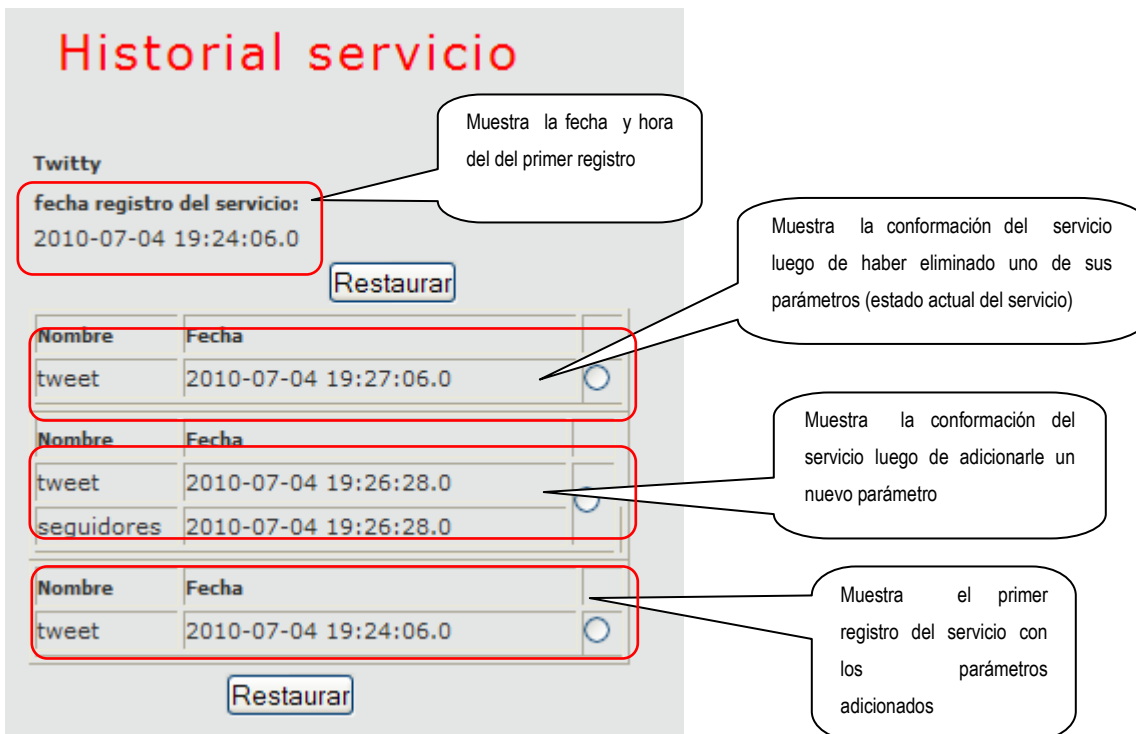 Historial servicio
Muestra la fecha y hora
del del primer registro
Twitty
fecha registro del servicio:
2010-07-04 19:24:06.0
Restaurar
Muestra la conformación del servicio
luego de haber eliminado uno de sus
parámetros (estado actual del servicio)
Nombre Fecha
tweet 2010-07-04 19:27:06.0
Nombre Fecha
tweet 2010-07-04 19:26:28.0
seguidores 2010-07-04 19:26:28.0
Muestra la conformación del
servicio luego de adicionarle un
nuevo parámetro
Nombre Fecha
tweet 2010-07-04 19:24:06.0
Muestra el primer
registro del servicio con
los parámetros
adicionados
Restaurar